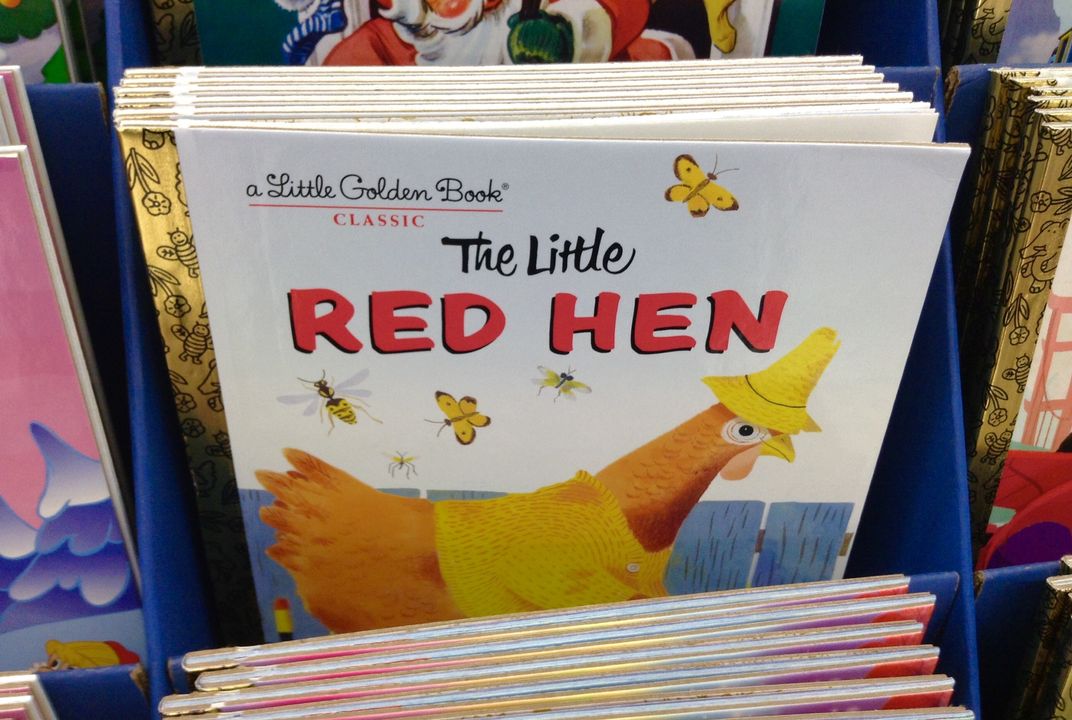 a Little Golden Book®
CLASSIC
The Little
RED HEN